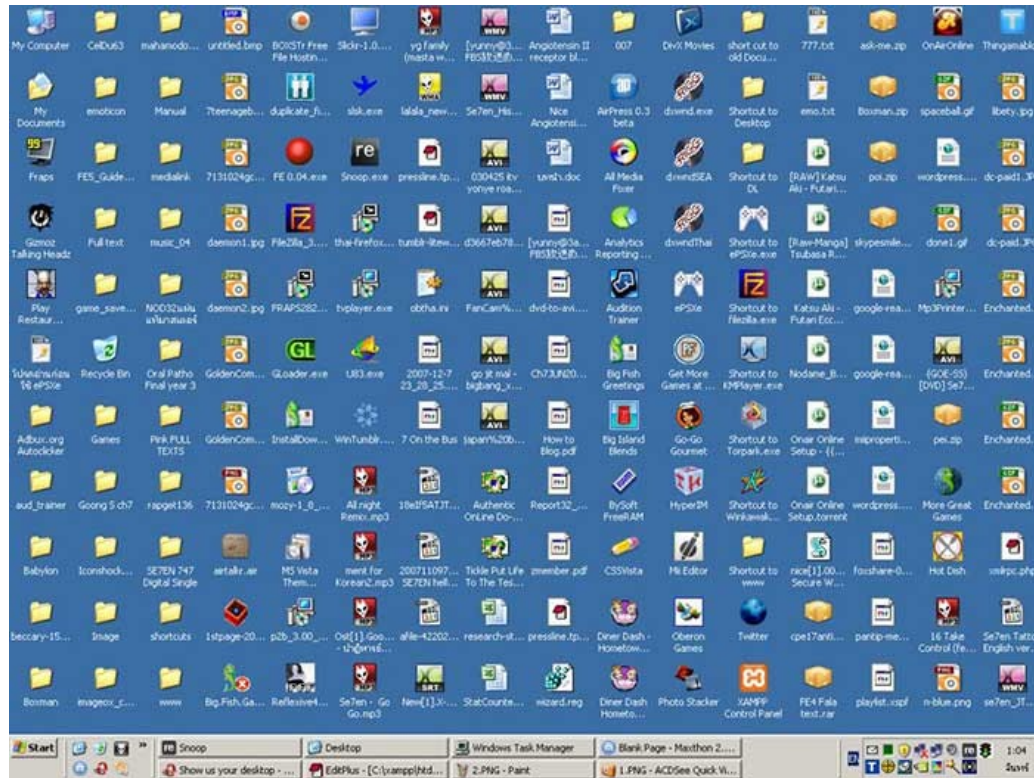 My Computer
CelDu63
mahanodo...
untitled.bmp
BOXSTr Free
File Hostin...
Slickr-1.0....
yg family
(masta w...
[yunny@3...
Angiotensin II
receptor bl...
007
DivX Movies
short cut to
old Docu...
777.txt
ask-me.zip
OnAirOnline
Thingamabl
My
Documents
emoticon
Manual
7teenageb...
duplicate_fi...
slsk.exe
lalala_new...
Se7en_His...
Nice
Angiotensi...
AirPress 0.3
beta
dxwnd.exe
Shortcut to
Desktop
emo.txt
Boxman.zip
spaceball.gif
libety.jpg
Fraps
FES_Guide...
medialink
7131024gc...
FE 0.04.exe
Snoop.exe
pressline.tp...
030425 itv
yonye roa...
All Media
Fixer
dxwndSEA
Shortcut to
DL
[RAW]Katsu
Aki - Futari...
poi.zip
wordpress....
dc-paid1.JP
Gizmoz
Talking Headz
Full text
music_04
daemon1.jpg
FileZilla_3....
thai-firefox...
tumblr-litew...
d3667eb78...
[yunny@3a...
Analytics
Reporting ...
dxwndThai
Shortcut to
ePSXe.exe
[Raw-Manga]
Tsubasa R...
skypesmile...
done1.gif
dc-paid.JP
Play
Restaur...
game_save...
daemon2.jpg
FRAPS282...
tvplayer.exe
obtha.ini
FanCam%...
dvd-to-avi....
Audition
Trainer
ePSXe
Shortcut to
filezilla.exe
Katsu Aki -
Futari Ecc...
google-rea...
Mp3Printer...
Enchanted
Recycle Bin
Oral Patho
Final year 3
GoldenCom...
GLoader.exe
U83.exe
2007-12-7
23_28_25....
go jit mai -
bigbang_x...
Ch7JUN20...
Big Fish
Greetings
Get More
Games at ...
Shortcut to
KMPlayer.exe
Nodame_B...
google-rea...
{GOE-SS}
[DVD] Se7...
Enchanted
Adbux.org
Autoclicker
Games
Pink FULL
TEXTS
GoldenCom...
InstallDow...
WinTumblr....
7 On the Bus
japan%20b...
How to
Blog.pdf
Big Island
Blends
Go-Go
Gourmet
Shortcut to
Torpark.exe
Onair Online
Setup - {{...
msiproperti...
pei.zip
Enchanted
aud_trainer
Goong S ch7
rapget136
7131024gc...
mozy-1_8_...
All night
Remix.mp3
Authentic
OnLine Do-...
Report32_...
BySoft
FreeRAM
HyperIM
Shortcut to
Winkawak...
Onair Online
Setup.torrent
wordpress...
More Great
Games
Enchanted
Babylon
Iconshock...
SE7EN 747
Digital Single
airtalkr.air
MS Vista
Them...
ment for
Korean2.mp3
200711097...
SE7EN hell...
Tickle Put Life
To The Tes...
zmember.pdf
CSSVista
Mii Editor
Shortcut to
www
nice[1].00...
Secure W...
foxshare-0...
Hot Dish
xmlrpc.php
beccary-15...
Image
shortcuts
1stpage-20...
p2b_3.00_...
Ost[1].Goo...
afile-42202...
research-st...
pressline.tp...
Diner Dash -
Hometow...
Oberon
Games
Twitter
cpe17anti...
pantip-me...
16 Take
Control (fe...
Se7en Tatto
English ver..
Boxman
imageox_c...
www
Big.Fish.Ga...
Reflexive4...
Se7en - Go
Go.mp3
New[1].X-...
StatCounte...
wizard.reg
Diner Dash
Hometo...
Photo Stacker
XAMPP
Control Panel
FE4 Fala
text.rar
playlist.xspf
n-blue.png
se7en_JT...
Start
Snoop
Desktop
Windows Task Manager
Blank Page - Maxthon 2....
1:04
Show us your desktop - ...
EditPlus - [C:\xampp\htd...
2.PNG - Paint
1.PNG - ACDSee Quick Vi...